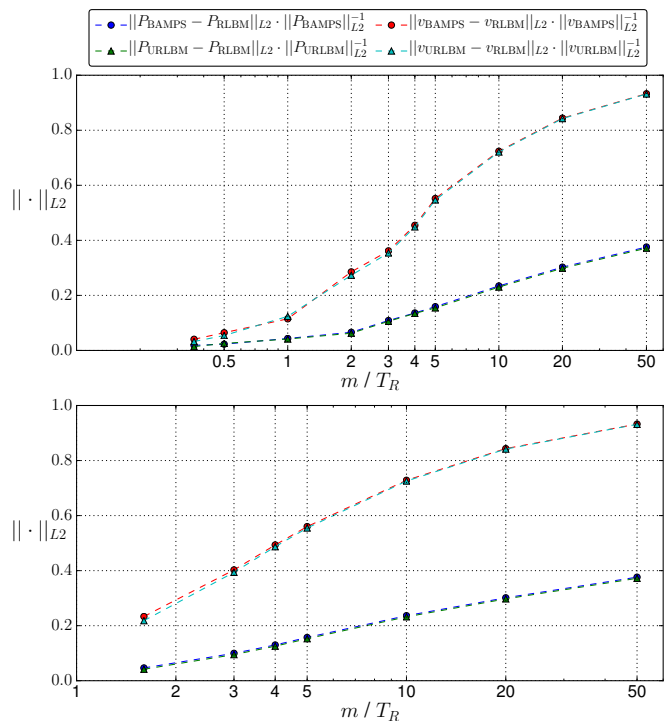 ||P_BAMPS − P_RLBM||_L2 · ||P_BAMPS||_L2^−1 ||v_BAMPS − v_RLBM||_L2 · ||v_BAMPS||_L2^−1
||P_URLBM − P_RLBM||_L2 · ||P_URLBM||_L2^−1 ||v_URLBM − v_RLBM||_L2 · ||v_URLBM||_L2^−1
1.0
0.8
0.6
|| · ||_L2
0.4
0.2
0.0
0.5 1 2 3 4 5 10 20 50
m / T_R
1.0
0.8
0.6
|| · ||_L2
0.4
0.2
0.0
1 2 3 4 5 10 20 50
m / T_R